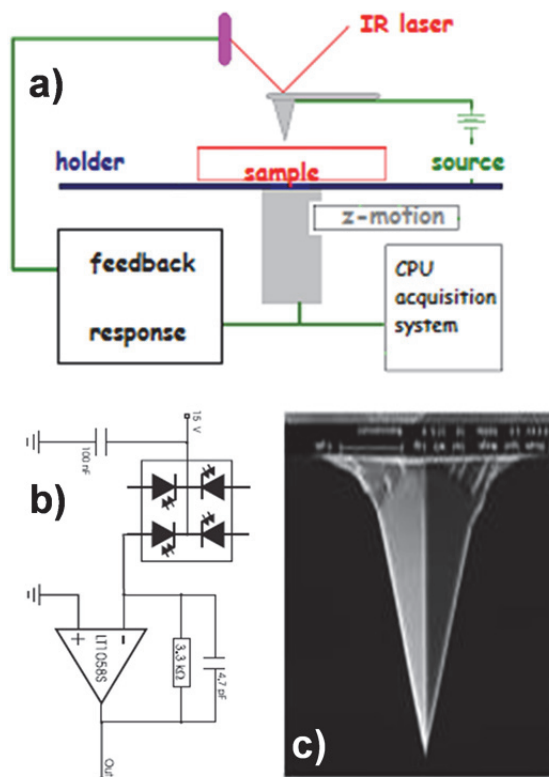 a)
IR laser
holder
sample
source
z-motion
feedback
response
CPU
acquisition
system
b)
15 V
100 nF
+
-
LT1058S
3.3 kΩ
4,7 pF
Out
c)